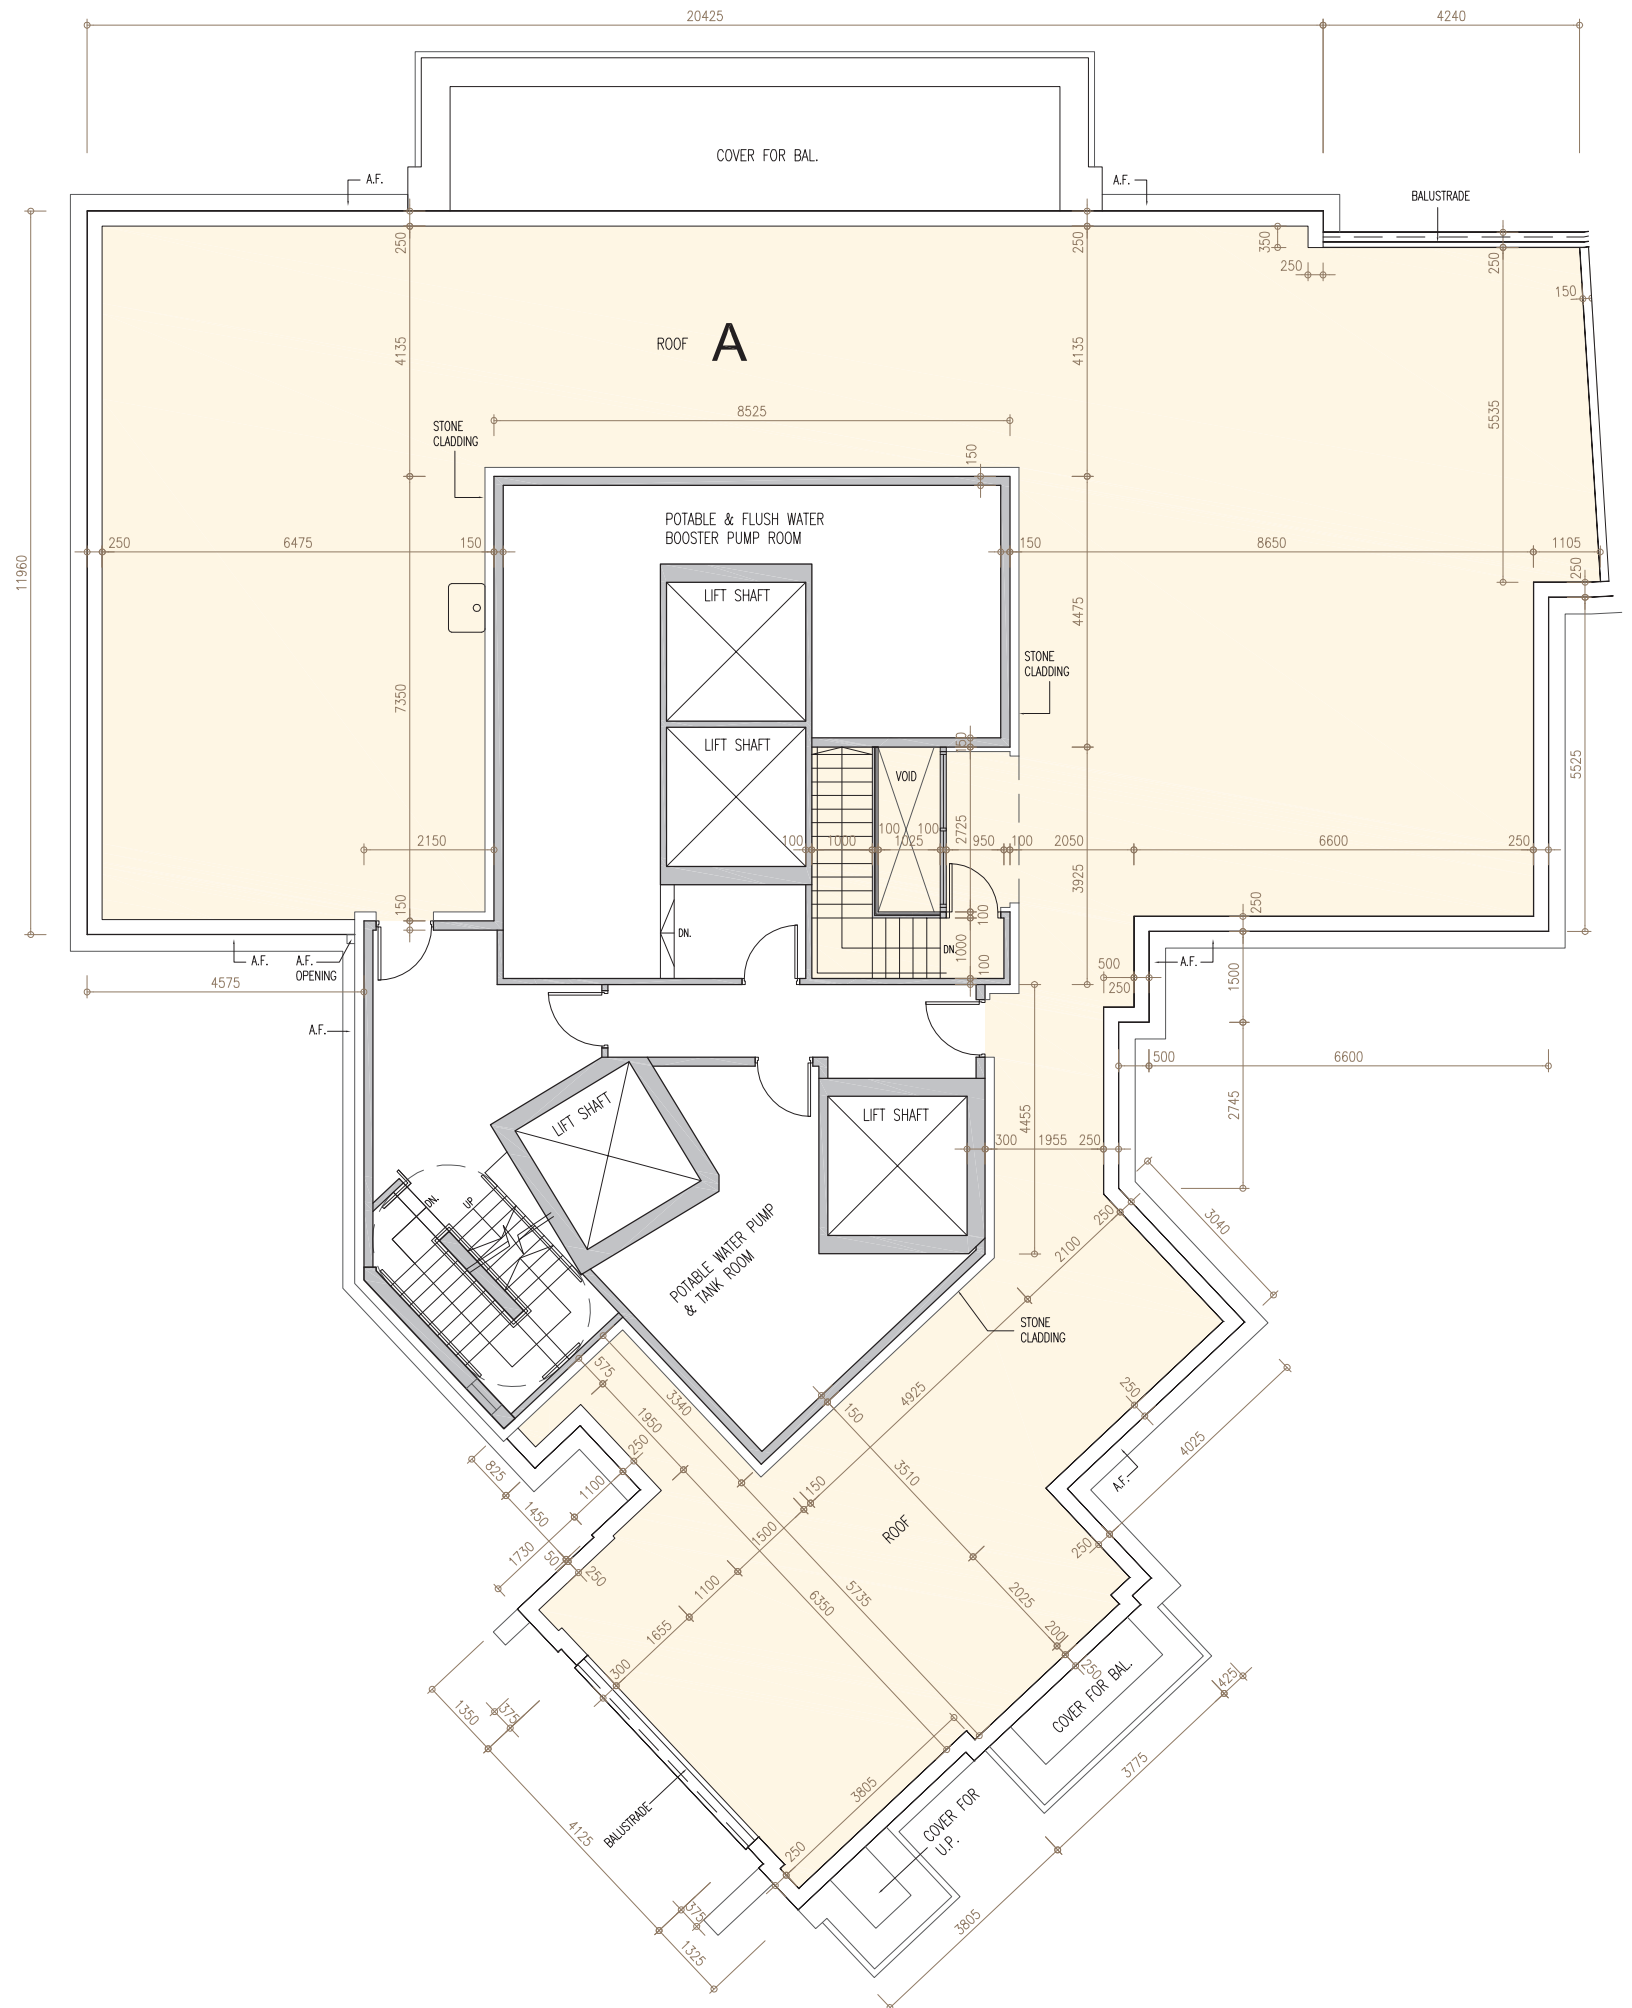 20425
4240
COVER FOR BAL.
A.F.
A.F.
BALUSTRADE
250
250
350
250
250
150
ROOF A
4135
4135
5535
8525
STONE
CLADDING
150
POTABLE & FLUSH WATER
BOOSTER PUMP ROOM
250
6475
150
150
8650
1105
250
11960
LIFT SHAFT
4475
STONE
CLADDING
7350
LIFT SHAFT
150
VOID
5525
2150
100
1000
100
1025
100
2725
950
100
2050
3925
6600
250
150
100
250
DN.
DN.
1000
100
A.F.
A.F.
OPENING
A.F.
500
250
1500
4575
A.F.
500
6600
LIFT SHAFT
LIFT SHAFT
4455
2745
300
1955
250
DN.
UP
250
3040
2100
POTABLE WATER PUMP
& TANK ROOM
STONE
CLADDING
575
3340
1950
250
4925
150
250
4025
825
1100
1450
150
3510
A.F.
1730
50
250
1500
ROOF
250
1100
5735
6350
2025
1655
200
300
250
COVER FOR BAL.
425
1350
375
3775
3805
BALUSTRADE
COVER FOR
U.P.
4125
250
375
3805
1325